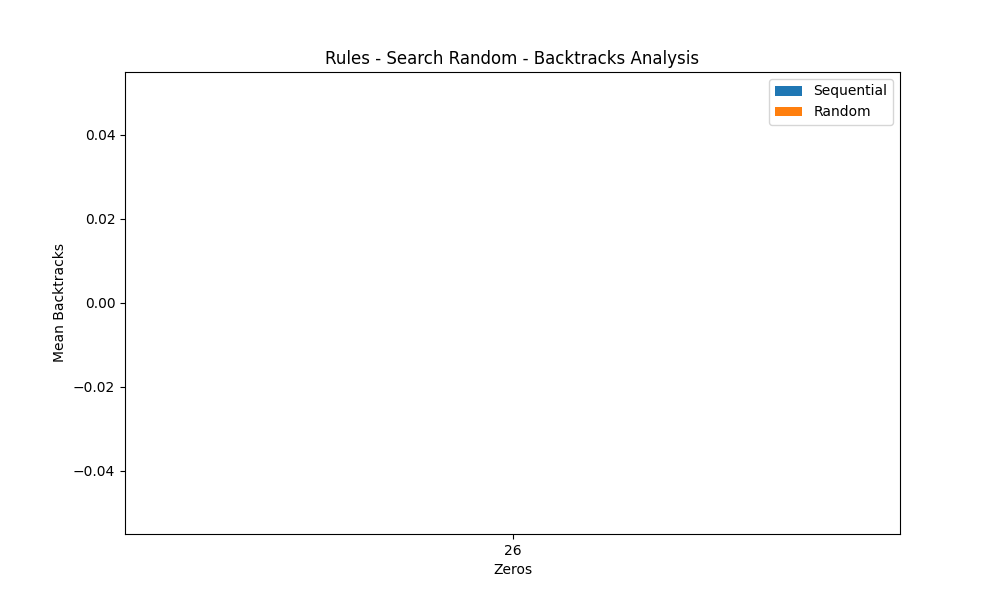 Rules - Search Random - Backtracks Analysis
Sequential
Random
0.04
0.02
0.00
−0.02
−0.04
Mean Backtracks
26
Zeros